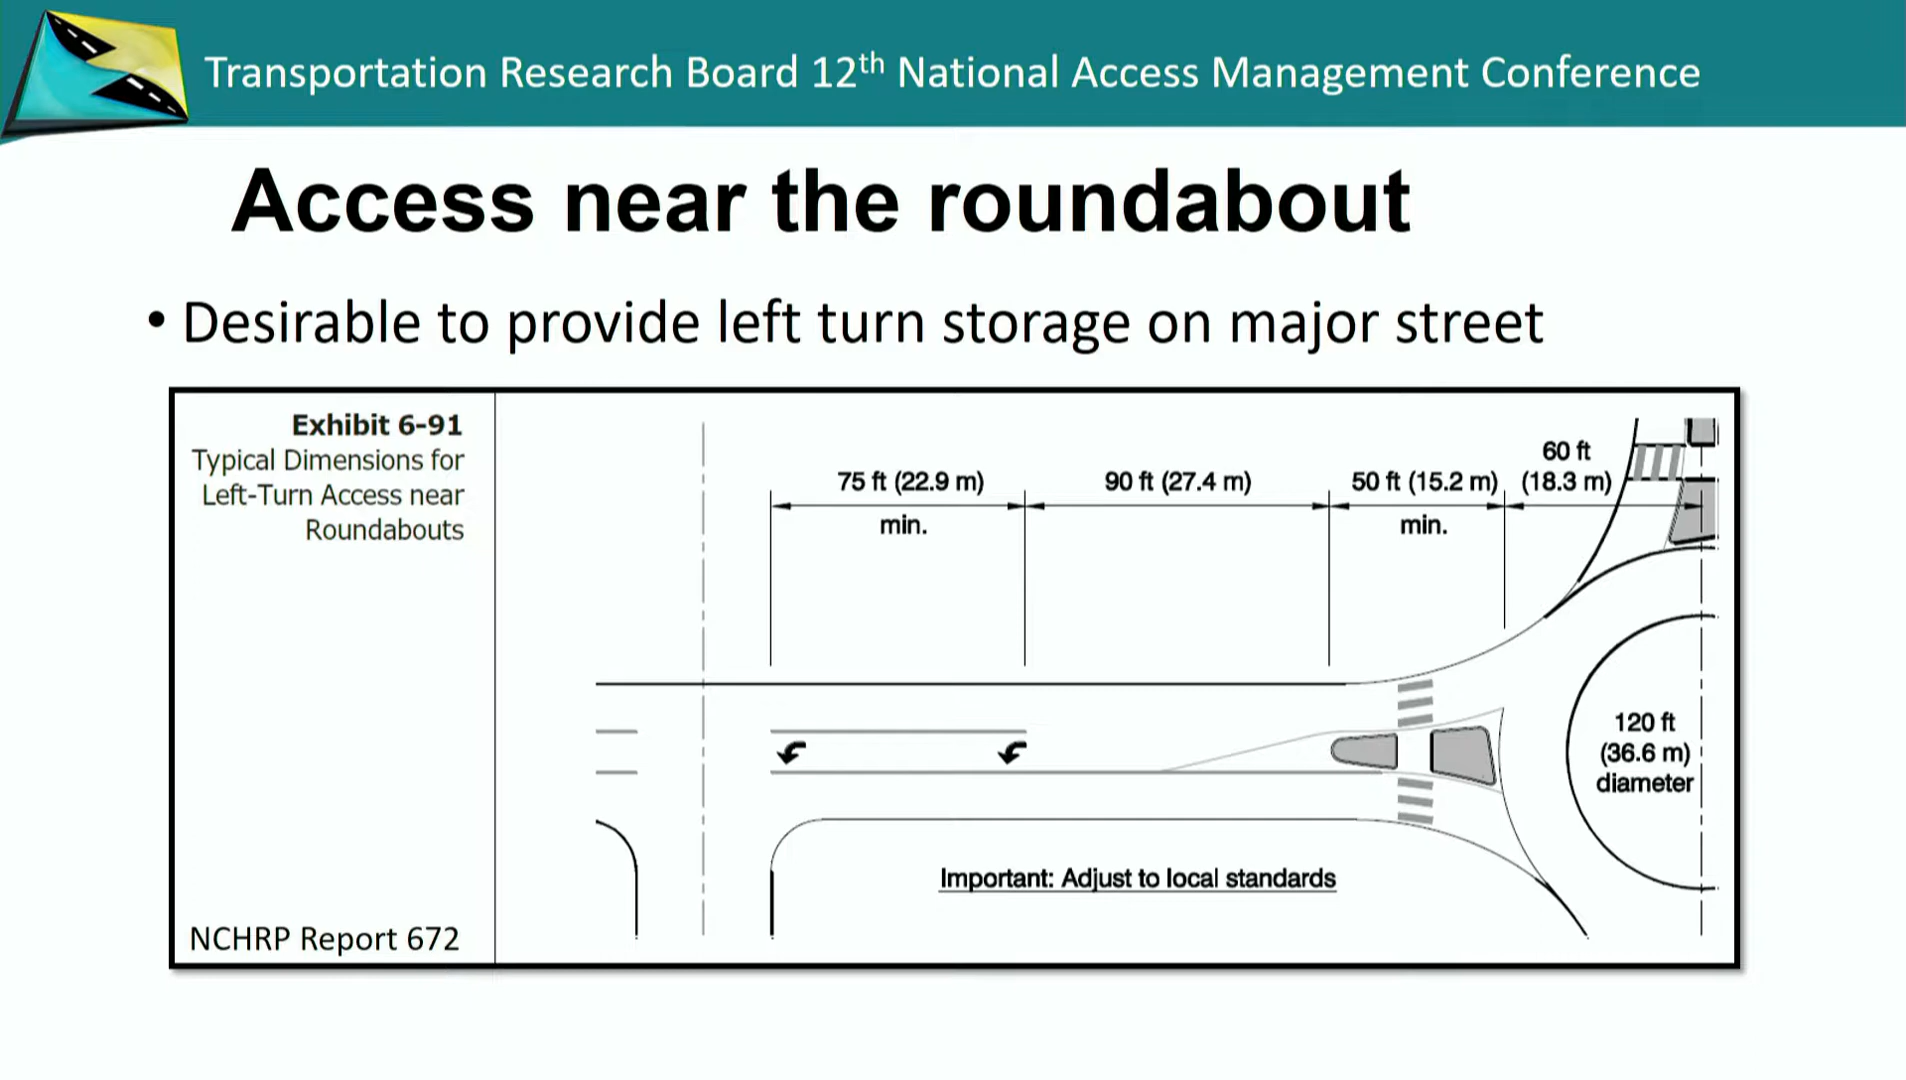 Transportation Research Board 12th National Access Management Conference
Access near the roundabout
• Desirable to provide left turn storage on major street
Exhibit 6-91
Typical Dimensions for
Left-Turn Access near
Roundabouts
NCHRP Report 672
75 ft (22.9 m)
min.
90 ft (27.4 m)
50 ft (15.2 m)
min.
60 ft
(18.3 m)
120 ft
(36.6 m)
diameter
Important: Adjust to local standards